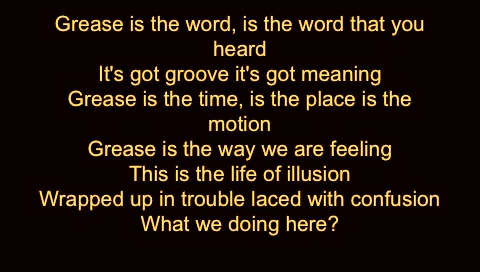 Grease is the word, is the word that you
heard
It's got groove it's got meaning
Grease is the time, is the place is the
motion
Grease is the way we are feeling
This is the life of illusion
Wrapped up in trouble laced with confusion
What we doing here?